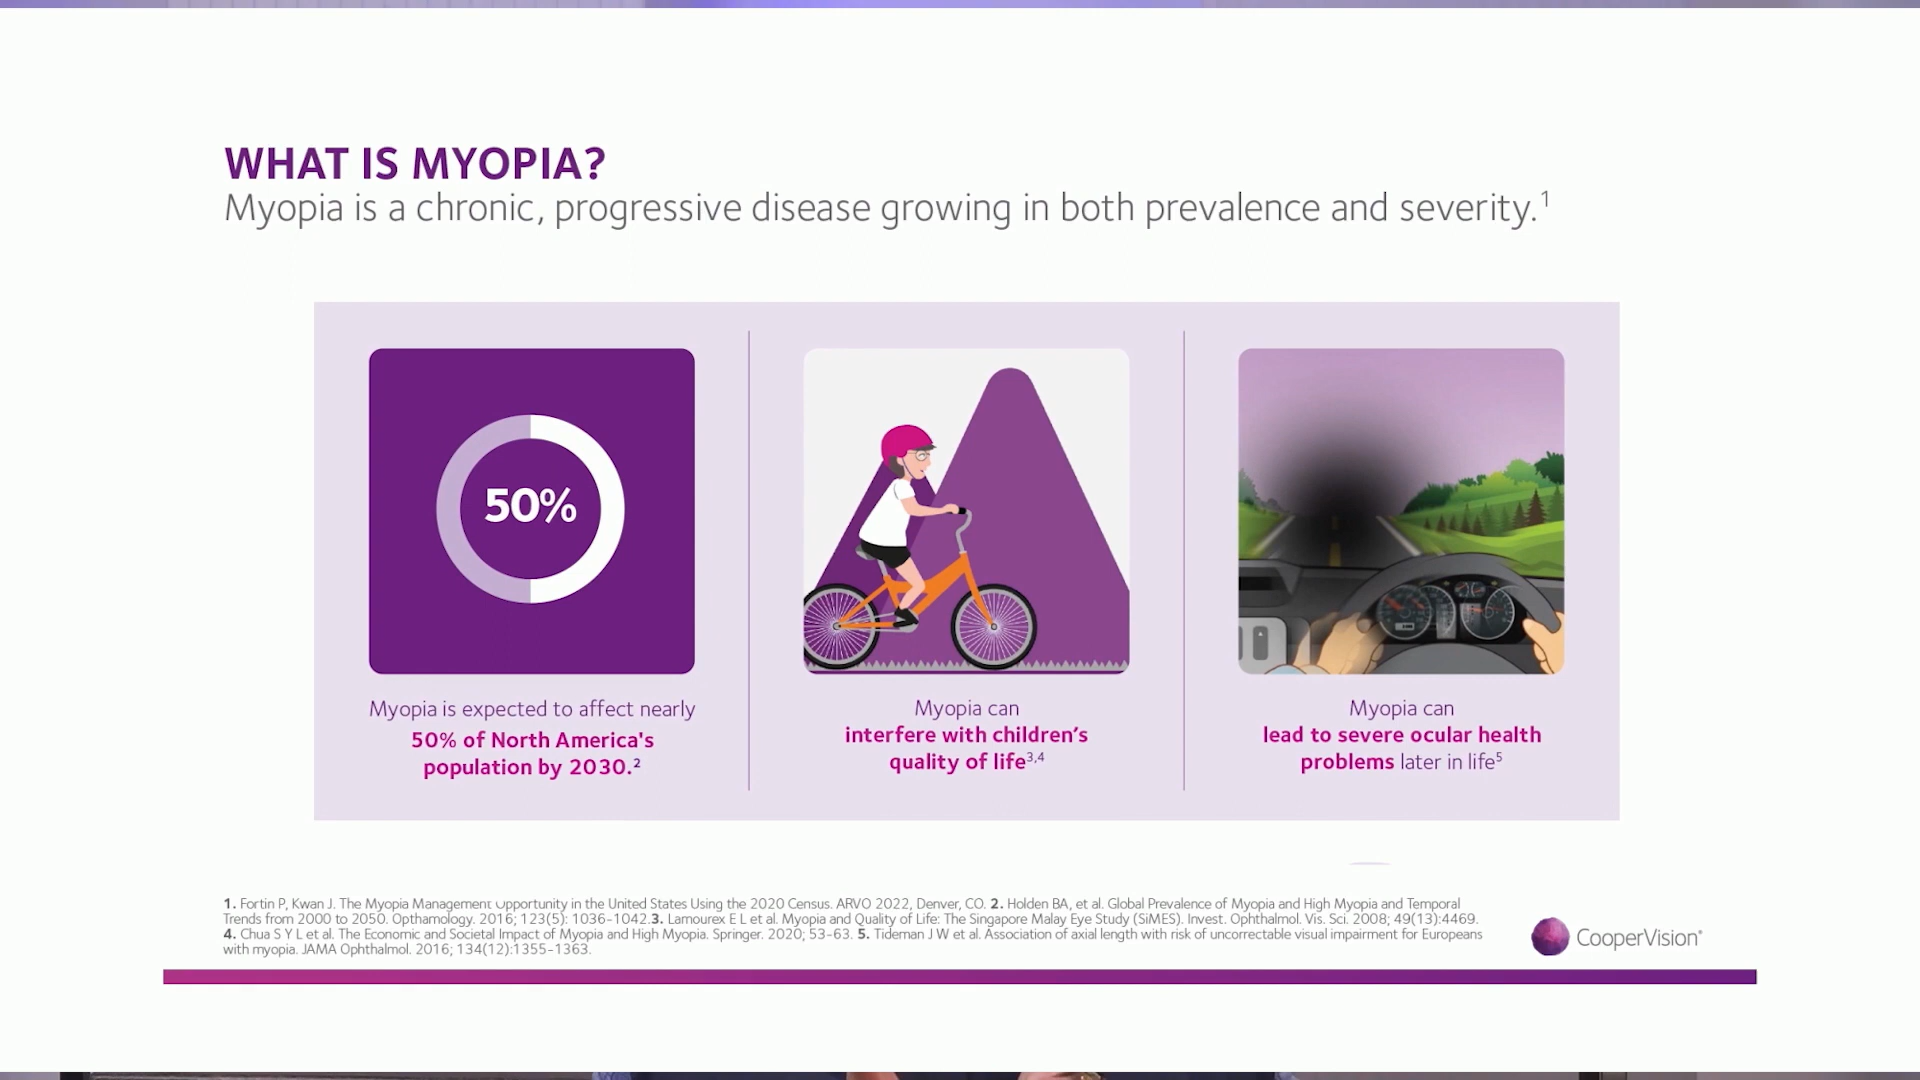 WHAT IS MYOPIA?
Myopia is a chronic, progressive disease growing in both prevalence and severity.1
50%
Myopia is expected to affect nearly
50% of North America's
population by 2030.2
Myopia can
interfere with children's
quality of life3,4
Myopia can
lead to severe ocular health
problems later in life5
1. Fortin P, Kwan J. The Myopia Management Opportunity in the United States Using the 2020 Census. ARVO 2022, Denver, CO. 2. Holden BA, et al. Global Prevalence of Myopia and High Myopia and Temporal
Trends from 2000 to 2050. Opthamology. 2016; 123(5): 1036-1042.3. Lamourex E L et al. Myopia and Quality of Life: The Singapore Malay Eye Study (SiMES). Invest. Ophthalmol. Vis. Sci. 2008; 49(13):4469.
4. Chua S Y L et al. The Economic and Societal Impact of Myopia and High Myopia. Springer. 2020; 53-63. 5. Tideman J W et al. Association of axial length with risk of uncorrectable visual impairment for Europeans
with myopia. JAMA Ophthalmol. 2016; 134(12):1355-1363.
CooperVision®